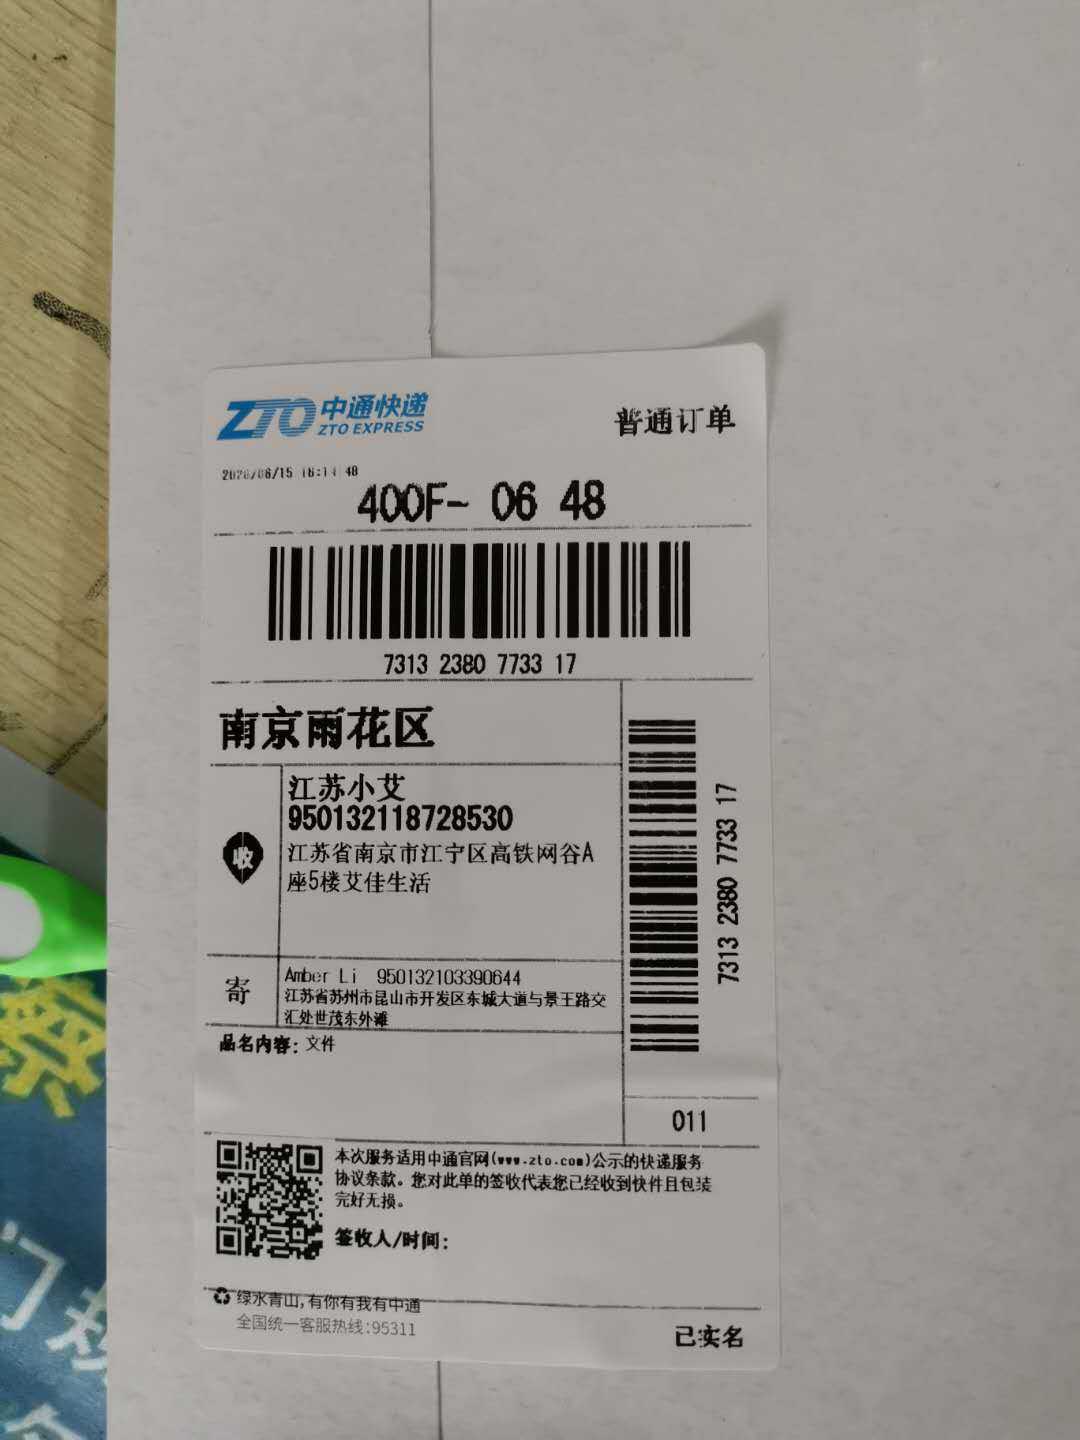 ZTO 中通快递
ZTO EXPRESS
普通订单
400F- 06 48
7313 2380 7733 17
南京雨花区
江苏小艾
950132118728530
收
江苏省南京市江宁区高铁网谷A
座5楼艾佳生活
7313 2380 7733 17
寄
Amber Li 950132103390644
江苏省苏州市昆山市开发区东城大道与景王路交
汇处世茂东外滩
品名内容: 文件
011
本次服务适用中通官网(www.zto.com)公示的快递服务
协议条款。您对此单的签收代表您已经收到快件且包装
完好无损。
签收人/时间:
绿水青山,有你有我有中通
全国统一客服热线:95311
已实名